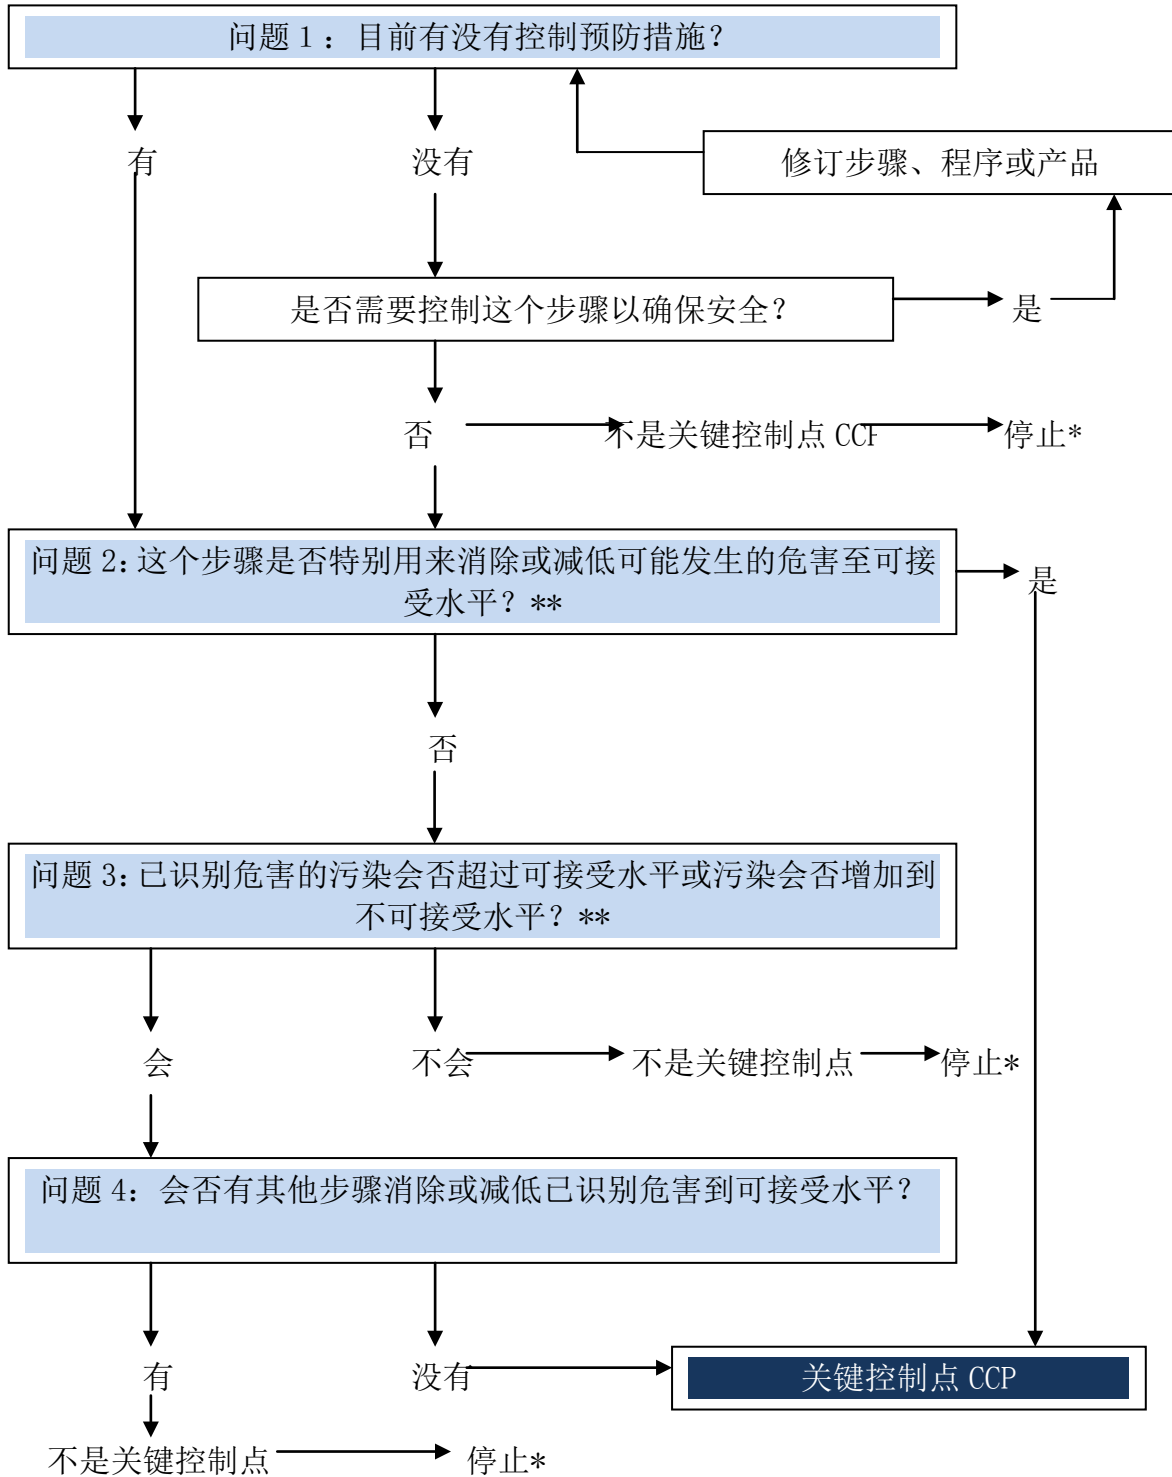 问题 1 ： 目前有没有控制预防措施？
有
没有
修订步骤、程序或产品
是否需要控制这个步骤以确保安全？
是
否
不是关键控制点 CCP
停止*
问题 2：这个步骤是否特别用来消除或减低可能发生的危害至可接
受水平？**
是
否
问题 3：已识别危害的污染会否超过可接受水平或污染会否增加到
不可接受水平？**
会
不会
不是关键控制点
停止*
问题 4： 会否有其他步骤消除或减低已识别危害到可接受水平？
有
没有
关键控制点 CCP
不是关键控制点
停止*